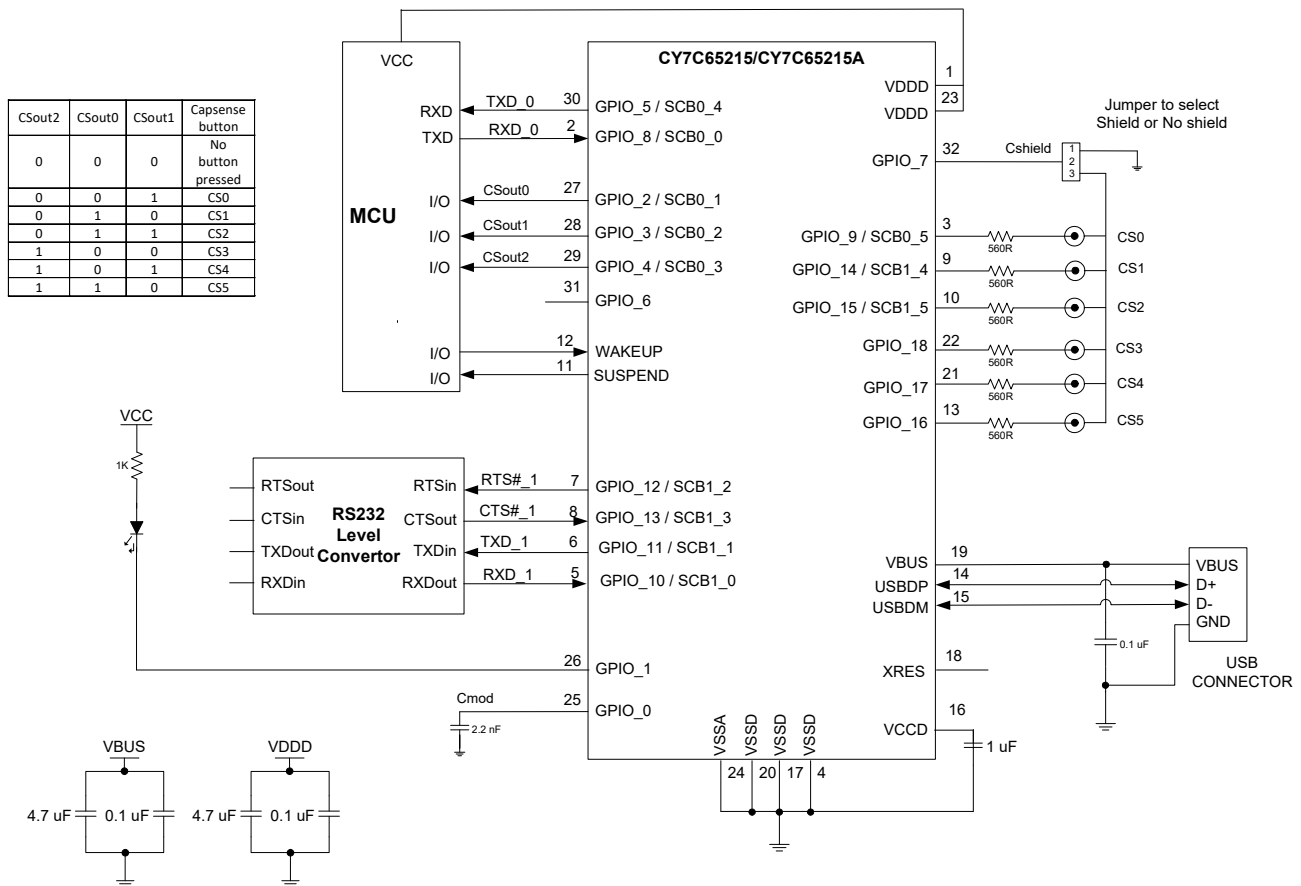 CSout2 CSout0 CSout1 Capsense button
0 0 0 No button pressed
0 0 1 CS0
0 1 0 CS1
0 1 1 CS2
1 0 0 CS3
1 0 1 CS4
1 1 0 CS5
MCU
VCC
RXD
TXD
I/O
I/O
I/O
I/O
I/O
TXD_0
RXD_0
CSout0
CSout1
CSout2
CY7C65215/CY7C65215A
30 GPIO_5 / SCB0_4
2 GPIO_8 / SCB0_0
27 GPIO_2 / SCB0_1
28 GPIO_3 / SCB0_2
29 GPIO_4 / SCB0_3
31 GPIO_6
12 WAKEUP
11 SUSPEND
7 GPIO_12 / SCB1_2
8 GPIO_13 / SCB1_3
6 GPIO_11 / SCB1_1
5 GPIO_10 / SCB1_0
26 GPIO_1
25 GPIO_0
VDDD 1
VDDD 23
GPIO_7 32
Cshield
1
2
3
Jumper to select
Shield or No shield
GPIO_9 / SCB0_5 3 560R CS0
GPIO_14 / SCB1_4 9 560R CS1
GPIO_15 / SCB1_5 10 560R CS2
GPIO_18 22 560R CS3
GPIO_17 21 560R CS4
GPIO_16 13 560R CS5
VBUS 19
USBDP 14
USBDM 15
XRES 18
VCCD 16
1 uF
VBUS
D+
D-
GND
0.1 uF
USB
CONNECTOR
VSSA
VSSD
VSSD
VSSD
24 20 17 4
VCC
1K
RS232
Level
Convertor
RTSout
CTSin
TXDout
RXDin
RTSin
CTSout
TXDin
RXDout
RTS#_1
CTS#_1
TXD_1
RXD_1
Cmod
2.2 nF
VBUS
4.7 uF 0.1 uF
VDDD
4.7 uF 0.1 uF